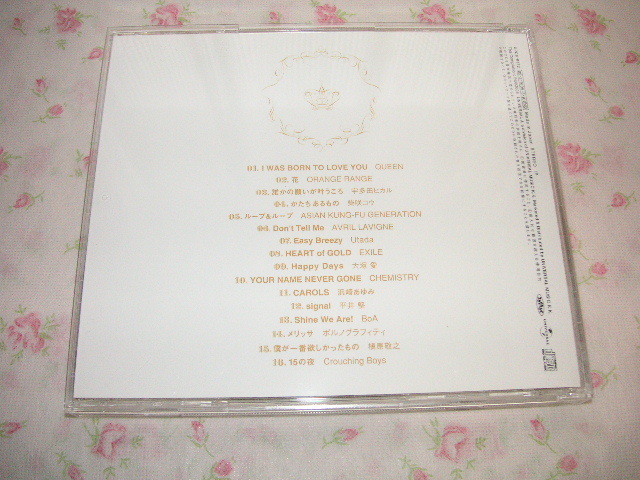 01. I WAS BORN TO LOVE YOU QUEEN
02. 花 ORANGE RANGE
03. 誰かの願いが叶うころ 宇多田ヒカル
04. かたちあるもの 柴咲コウ
05. ループ&ループ ASIAN KUNG-FU GENERATION
06. Don't Tell Me AVRIL LAVIGNE
07. Easy Breezy Utada
08. HEART of GOLD EXILE
09. Happy Days 大塚 愛
10. YOUR NAME NEVER GONE CHEMISTRY
11. CAROLS 浜崎あゆみ
12. signal 平井 堅
13. Shine We Are! BoA
14. メリッサ ポルノグラフィティ
15. 僕が一番欲しかったもの 槇原敬之
16. 15の夜 Crouching Boys